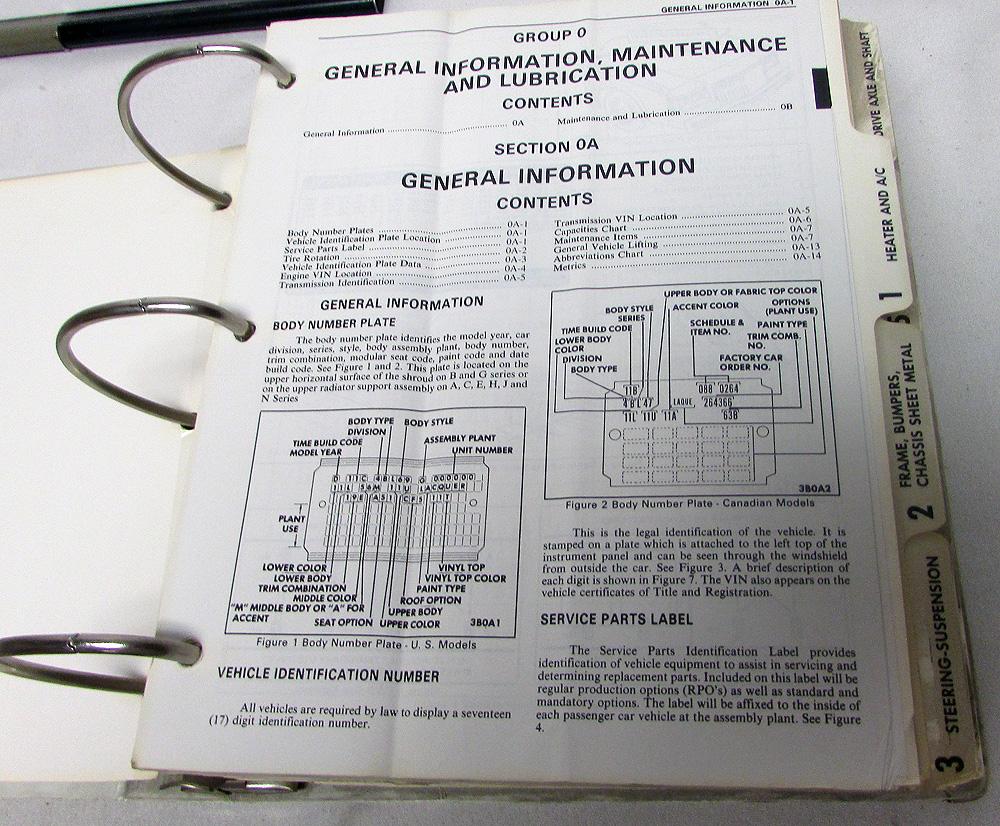 GENERAL INFORMATION 0A-1
GROUP 0
GENERAL INFORMATION, MAINTENANCE
AND LUBRICATION
CONTENTS
General Information ........ 0A
Maintenance and Lubrication ........ 0B
SECTION 0A
GENERAL INFORMATION
CONTENTS
Body Number Plates ........ 0A-1
Vehicle Identification Plate Location ........ 0A-1
Service Parts Label ........ 0A-1
Tire Rotation ........ 0A-2
Vehicle Identification Plate Data ........ 0A-3
Engine VIN Location ........ 0A-4
Transmission Identification ........ 0A-5
Transmission VIN Location ........ 0A-5
Capacities Chart ........ 0A-6
Maintenance Items ........ 0A-7
General Vehicle Lifting ........ 0A-7
Abbreviations Chart ........ 0A-13
Metrics ........ 0A-14
GENERAL INFORMATION
BODY NUMBER PLATE
The body number plate identifies the model year, car
division, series, style, body assembly plant, body number,
trim combination, modular seat code, paint code and date
build code. See Figure 1 and 2. This plate is located on the
upper horizontal surface of the shroud on B and G series or
on the upper radiator support assembly on A, C, E, H, J and
N Series
BODY TYPE
BODY STYLE
DIVISION
TIME BUILD CODE
ASSEMBLY PLANT
MODEL YEAR
UNIT NUMBER
PLANT
USE
LOWER COLOR
VINYL TOP
LOWER BODY
VINYL TOP COLOR
TRIM COMBINATION
PAINT TYPE
MIDDLE COLOR
ROOF OPTION
"M" MIDDLE BODY OR "A" FOR
ACCENT
UPPER BODY
SEAT OPTION
UPPER COLOR
3B0A1
Figure 1 Body Number Plate - U. S. Models
VEHICLE IDENTIFICATION NUMBER
All vehicles are required by law to display a seventeen
(17) digit identification number.
UPPER BODY OR FABRIC TOP COLOR
BODY STYLE
SERIES
ACCENT COLOR
OPTIONS
(PLANT USE)
TIME BUILD CODE
SCHEDULE &
ITEM NO.
PAINT TYPE
LOWER BODY
COLOR
TRIM COMB.
NO.
DIVISION
FACTORY CAR
ORDER NO.
BODY TYPE
11B 088 0264
4 B L 47 LAQUE 264366
11L 11U 11A 63B
3B0A2
Figure 2 Body Number Plate - Canadian Models
This is the legal identification of the vehicle. It is
stamped on a plate which is attached to the left top of the
instrument panel and can be seen through the windshield
from outside the car. See Figure 3. A brief description of
each digit is shown in Figure 7. The VIN also appears on the
vehicle certificates of Title and Registration.
SERVICE PARTS LABEL
The Service Parts Identification Label provides
identification of vehicle equipment to assist in servicing and
determining replacement parts. Included on this label will be
regular production options (RPO's) as well as standard and
mandatory options. The label will be affixed to the inside of
each passenger car vehicle at the assembly plant. See Figure
4.
DRIVE AXLE AND SHAFT
1 HEATER AND A/C
2 FRAME, BUMPERS,
CHASSIS SHEET METAL
3 STEERING-SUSPENSION